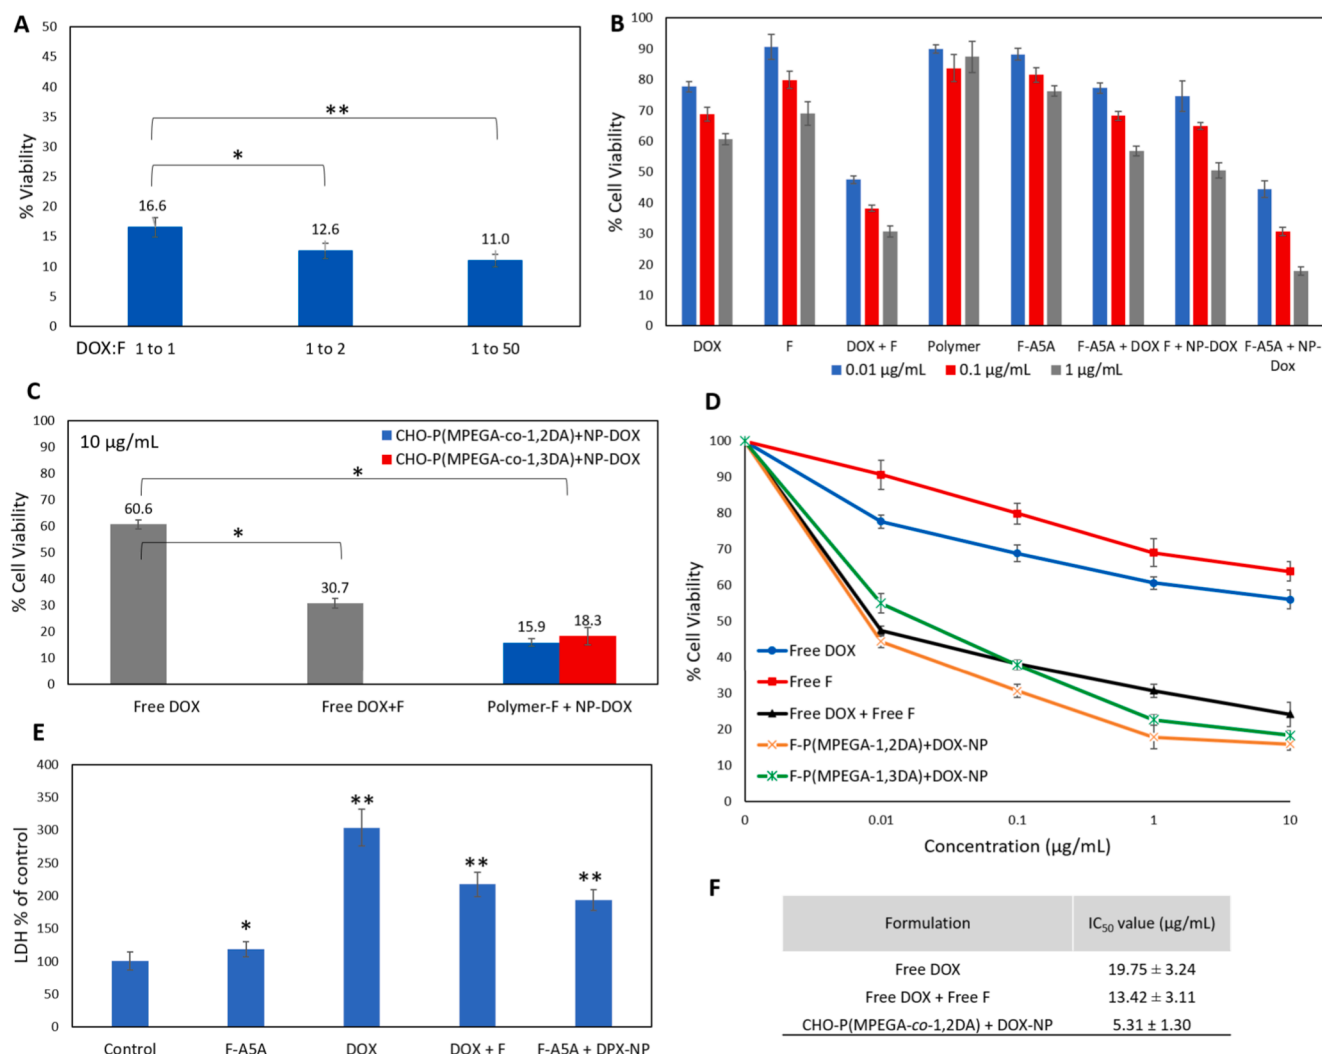 A
50
45
40
35
30
25
20
15
10
5
0
% Viability
**
*
16.6
12.6
11.0
DOX:F
1 to 1
1 to 2
1 to 50
B
100
90
80
70
60
50
40
30
20
10
0
% Cell Viability
DOX
F
DOX + F
Polymer
F-A5A
F-A5A + DOX
F + NP-DOX
F-A5A + NP-
Dox
0.01 µg/mL
0.1 µg/mL
1 µg/mL
C
100
90
80
70
60
50
40
30
20
10
0
% Cell Viability
10 µg/mL
CHO-P(MPEGA-co-1,2DA)+NP-DOX
CHO-P(MPEGA-co-1,3DA)+NP-DOX
*
*
60.6
30.7
15.9
18.3
Free DOX
Free DOX+F
Polymer-F + NP-DOX
D
100
90
80
70
60
50
40
30
20
10
0
% Cell Viability
Free DOX
Free F
Free DOX + Free F
F-P(MPEGA-1,2DA)+DOX-NP
F-P(MPEGA-1,3DA)+DOX-NP
0
0.01
0.1
1
10
Concentration (µg/mL)
E
400
350
300
250
200
150
100
50
0
LDH % of control
*
**
**
**
Control
F-A5A
DOX
DOX + F
F-A5A + DPX-NP
F
Formulation IC50 value (µg/mL)
Free DOX 19.75 ± 3.24
Free DOX + Free F 13.42 ± 3.11
CHO-P(MPEGA-co-1,2DA) + DOX-NP 5.31 ± 1.30